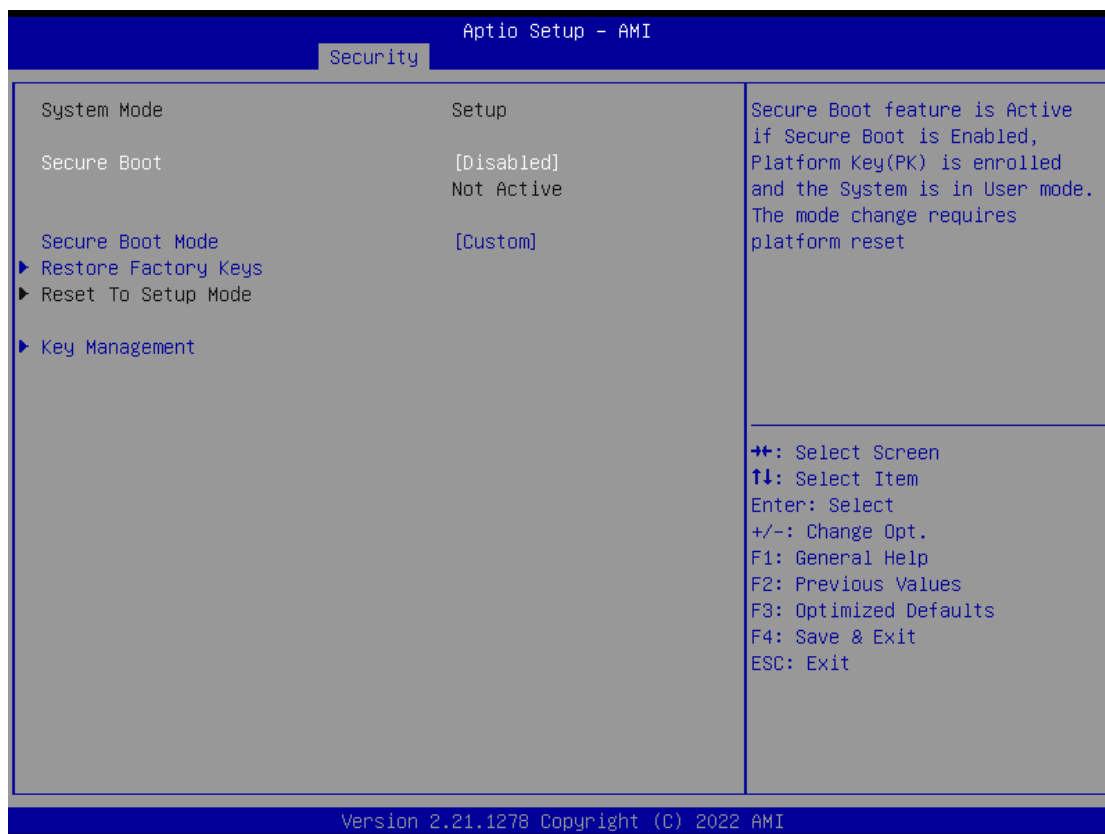 Aptio Setup - AMI
Security
System Mode Setup
Secure Boot [Disabled]
Not Active
Secure Boot Mode [Custom]
Restore Factory Keys
Reset To Setup Mode
Key Management
Secure Boot feature is Active
if Secure Boot is Enabled,
Platform Key(PK) is enrolled
and the System is in User mode.
The mode change requires
platform reset
→←: Select Screen
↑↓: Select Item
Enter: Select
+/-: Change Opt.
F1: General Help
F2: Previous Values
F3: Optimized Defaults
F4: Save & Exit
ESC: Exit
Version 2.21.1278 Copyright (C) 2022 AMI